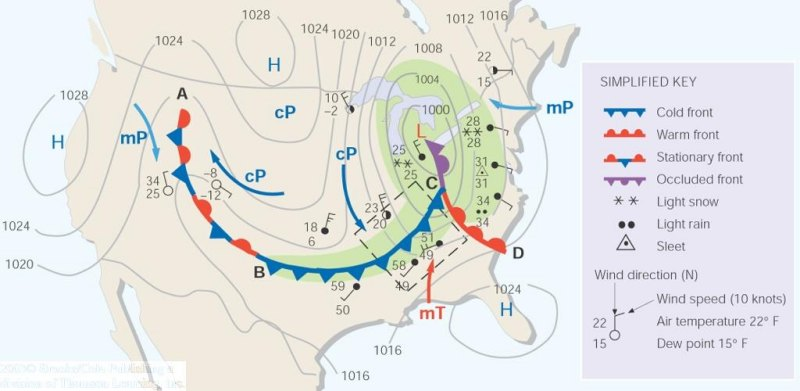 1028
1024
1024
1020
1012
1008
1012
1016
1004
1000
1028
H
H
A
cP
cP
cP
mP
mP
L
C
B
D
mT
H
1024
1020
1024
1016
1016
22
15
10
-2
28
28
25
25
31
31
34
34
34
25
-8
-12
23
20
18
6
51
49
58
49
59
50
SIMPLIFIED KEY
Cold front
Warm front
Stationary front
Occluded front
Light snow
Light rain
Sleet
Wind direction (N)
Wind speed (10 knots)
22 Air temperature 22° F
15 Dew point 15° F